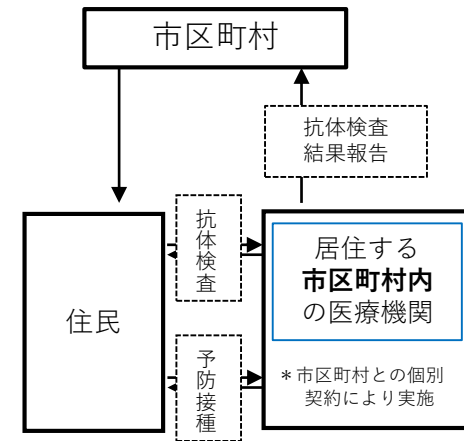 市区町村
抗体検査
結果報告
抗体検査
居住する
市区町村内
の医療機関
住民
予防接種
＊市区町村との個別
契約により実施